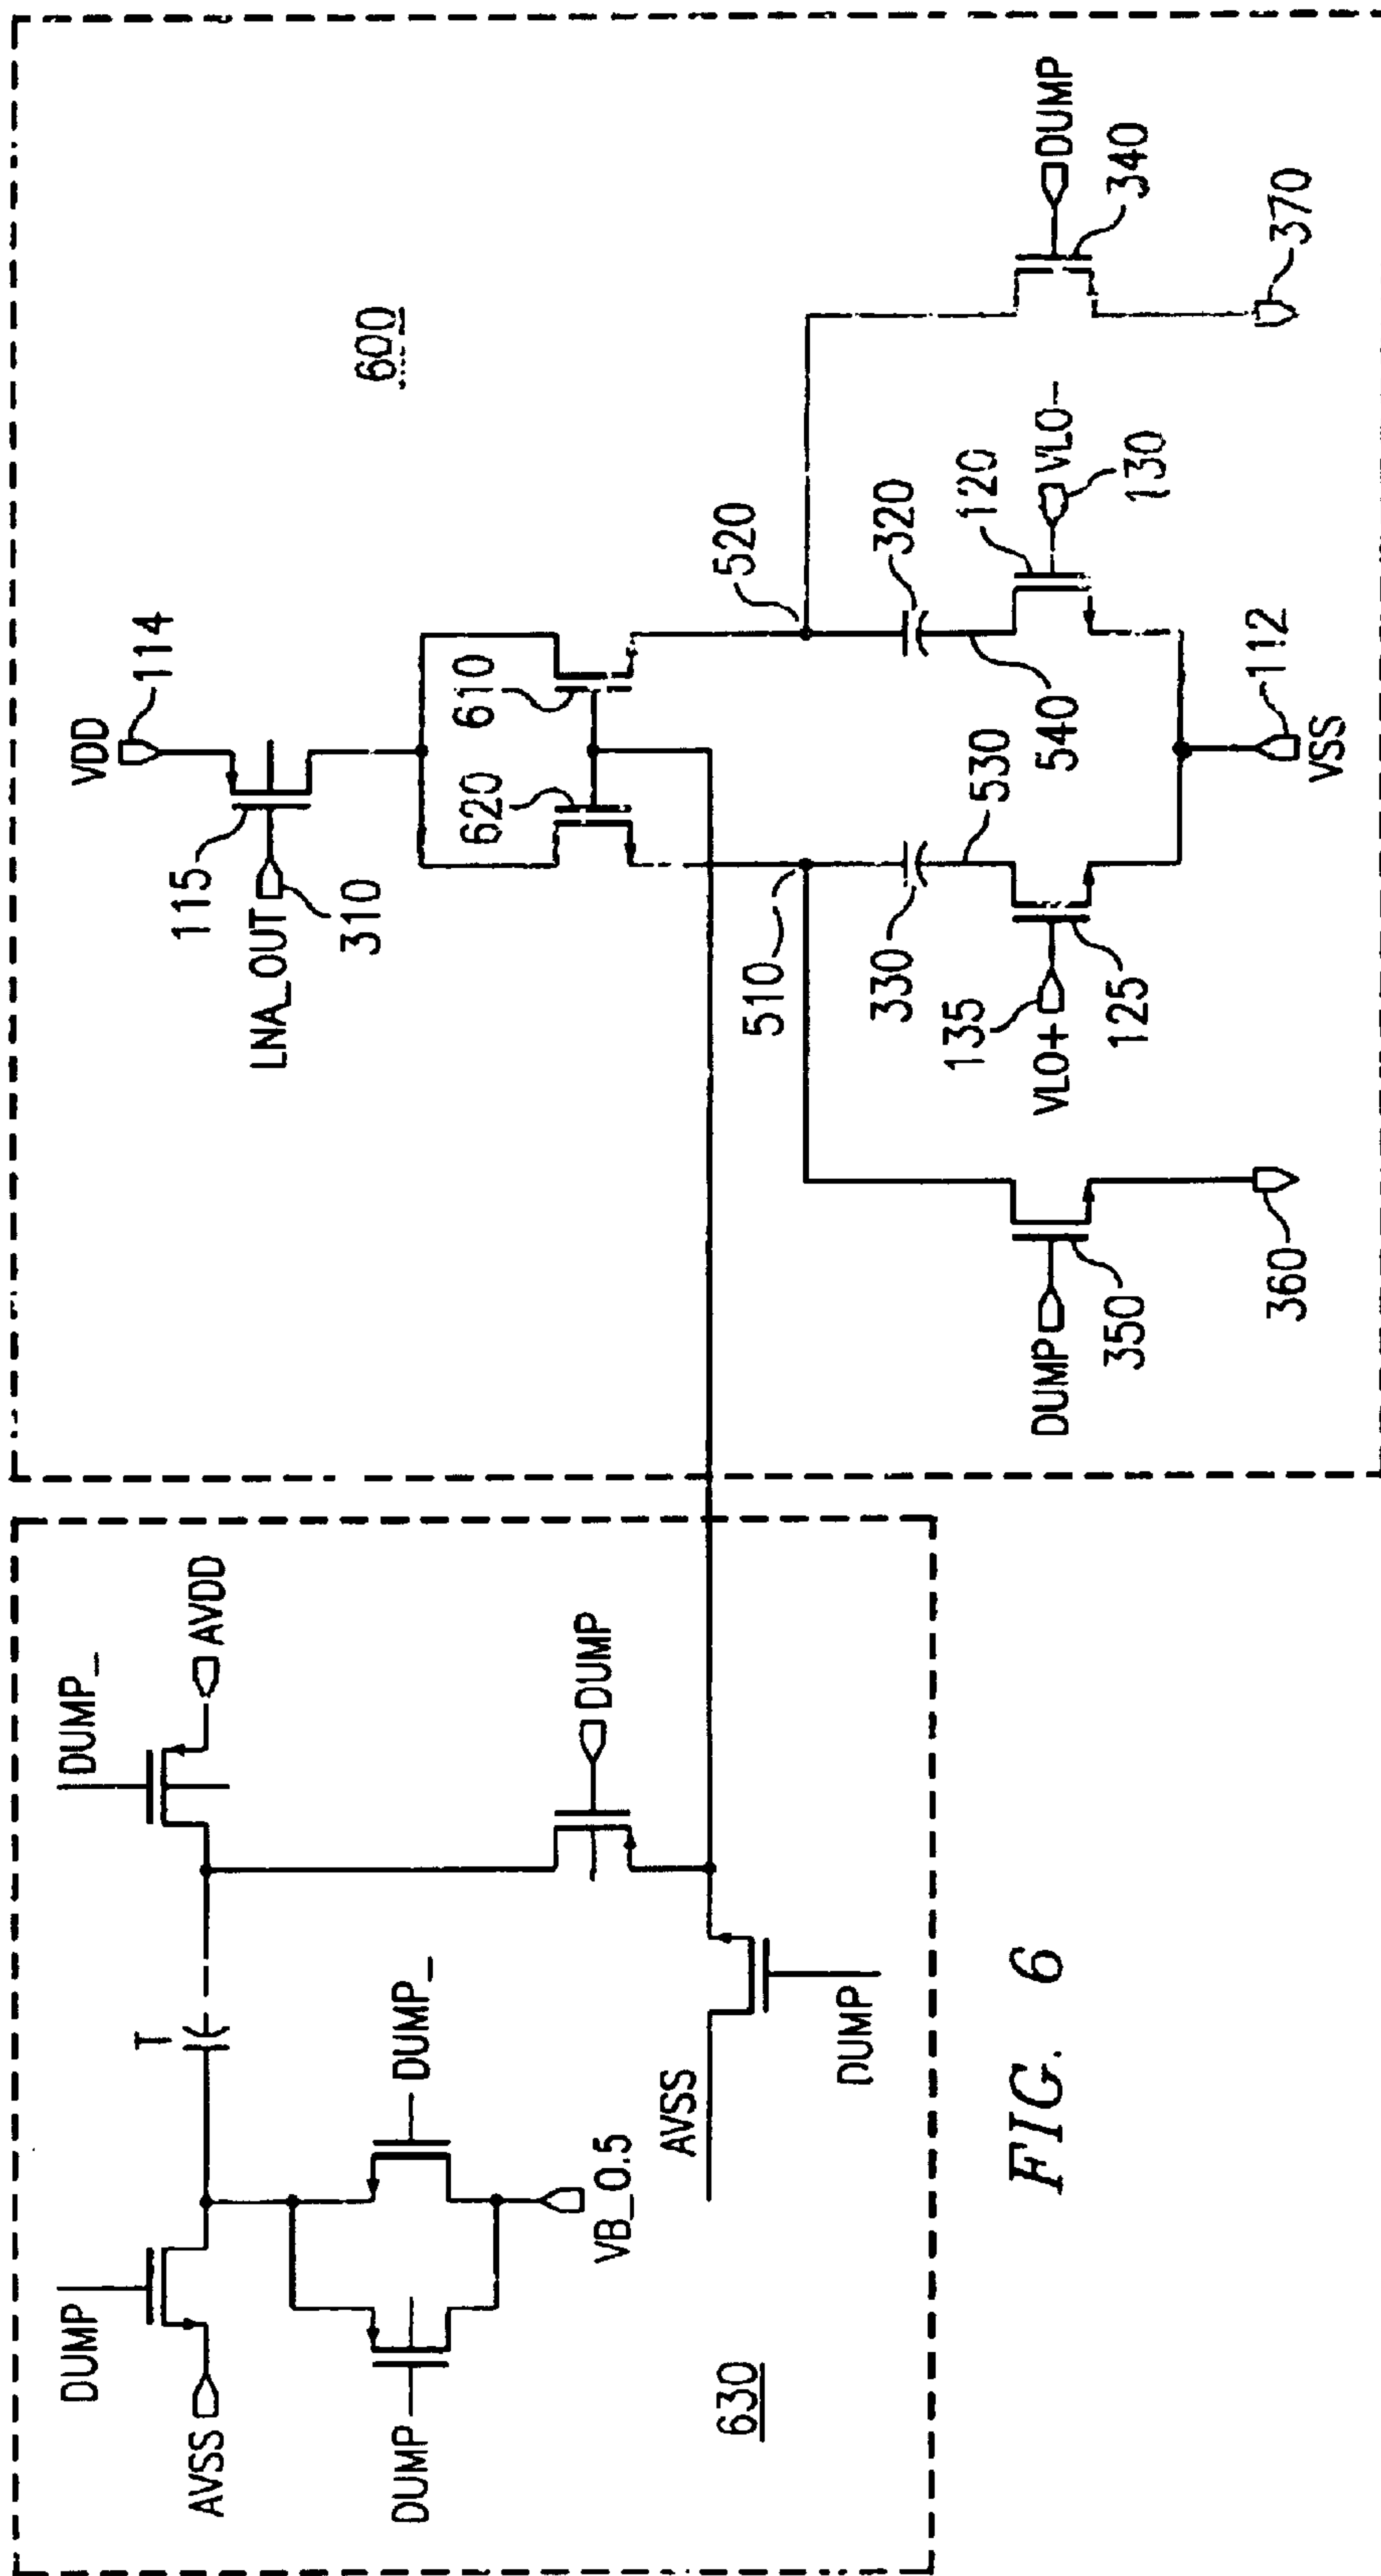 DUMP
AVSS
T
DUMP_
AVDD
DUMP
DUMP_
VB_0.5
DUMP
AVSS
DUMP
630
VDD
114
115
LNA_OUT
310
600
620
610
510
520
330
530
320
540
120
135
VLO+
125
VLO-
130
DUMP
350
360
DUMP
340
370
112
VSS
FIG. 6